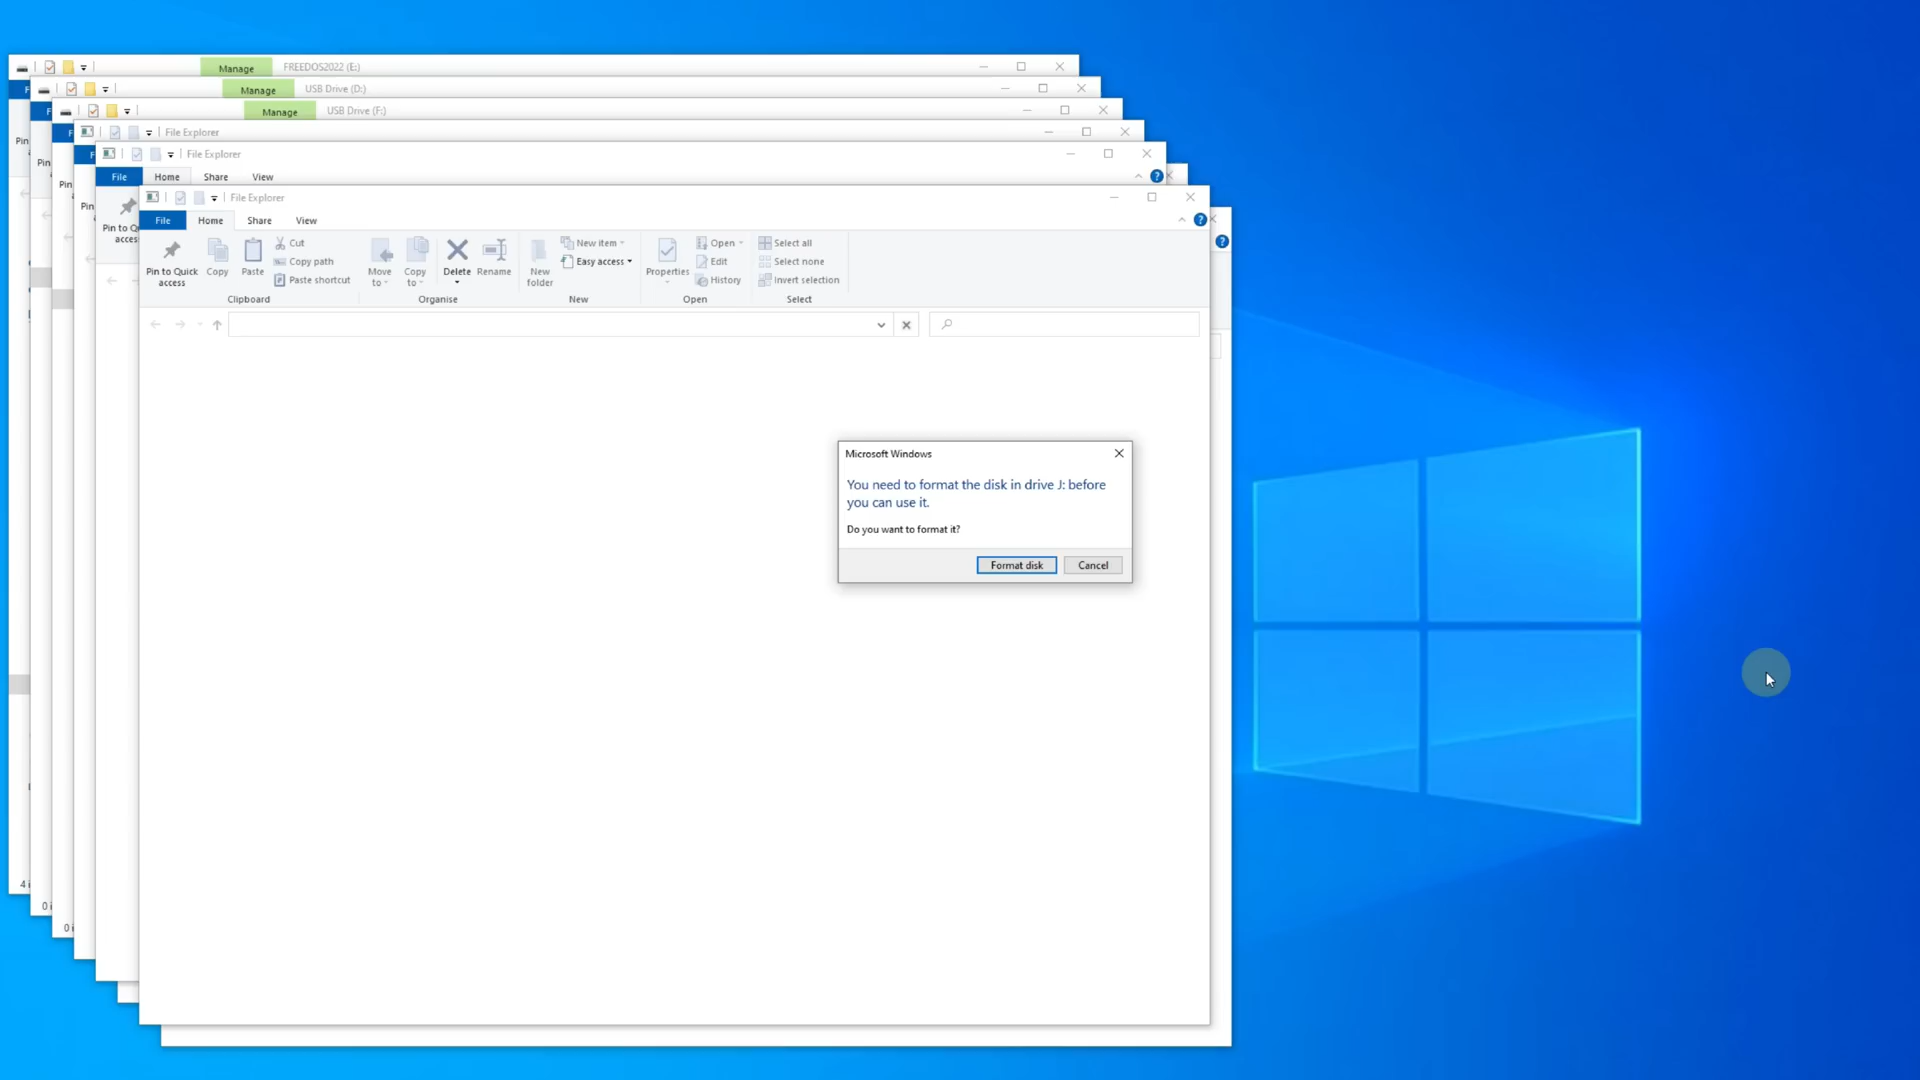 Manage FREEDOS2022 (E:)
Manage USB Drive (D:)
Manage USB Drive (F:)
File Explorer
File Explorer
File Home Share View
File Explorer
File Home Share View
Pin to Quick access
Copy
Paste
Cut
Copy path
Paste shortcut
Clipboard
Move to
Copy to
Delete
Rename
Organise
New folder
New item
Easy access
New
Properties
Open
Edit
History
Open
Select all
Select none
Invert selection
Select
Microsoft Windows
You need to format the disk in drive J: before
you can use it.
Do you want to format it?
Format disk Cancel